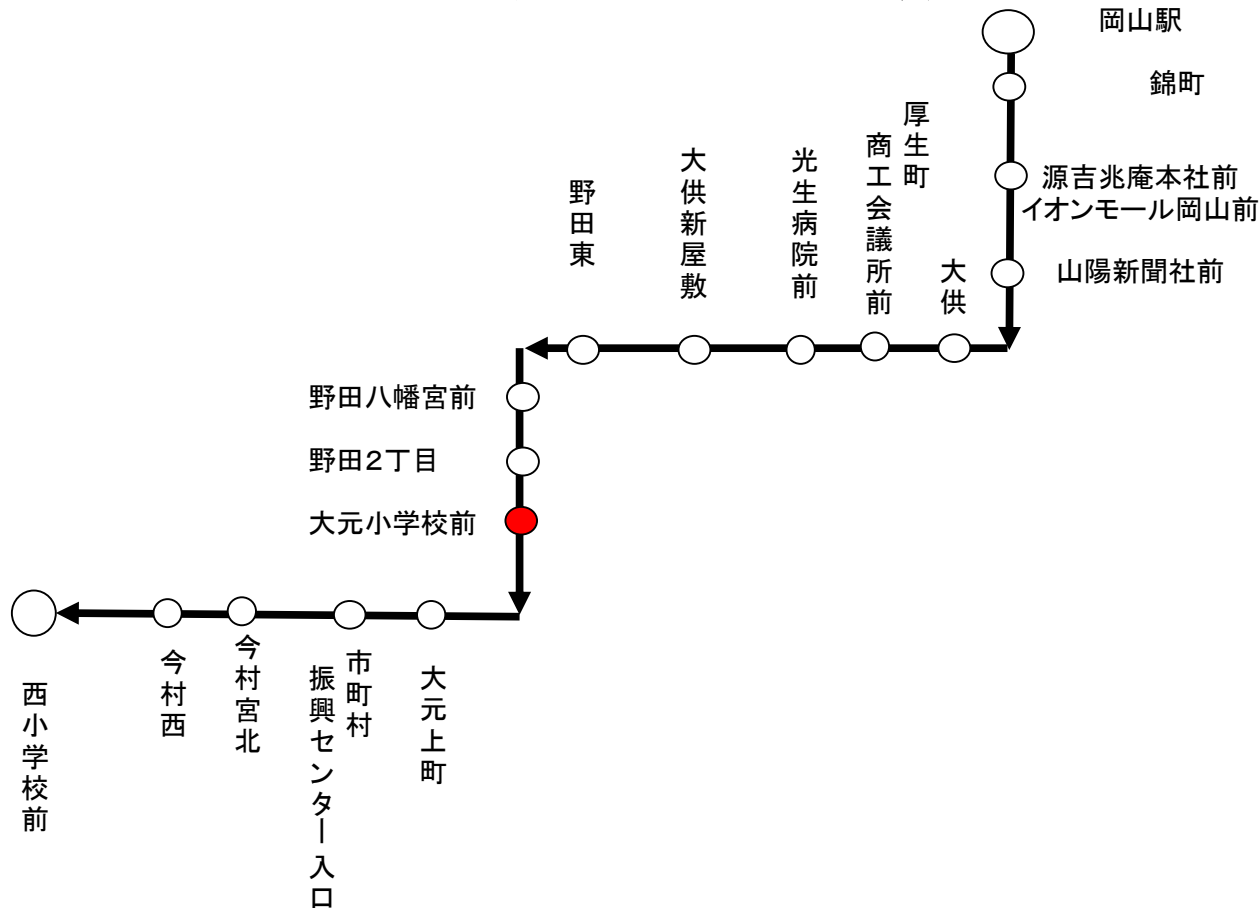 岡山駅
錦町
源吉兆庵本社前
イオンモール岡山前
山陽新聞社前
大供
厚生町
商工会議所前
光生病院前
大供新屋敷
野田東
野田八幡宮前
野田2丁目
大元小学校前
大元上町
市町村
振興センター入口
今村宮北
今村西
西小学校前